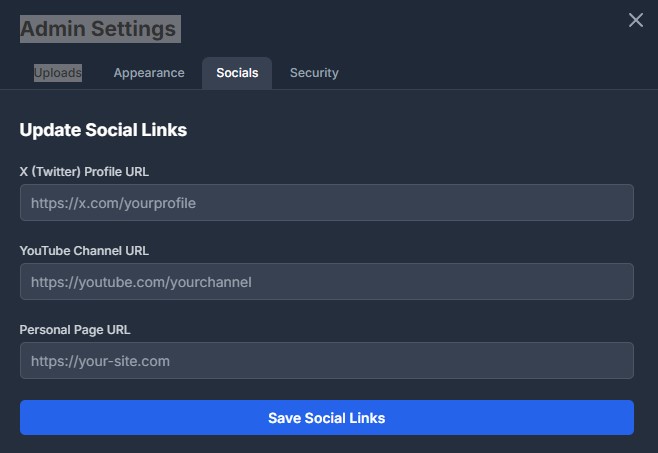 Admin Settings
Uploads Appearance Socials Security
Update Social Links
X (Twitter) Profile URL
https://x.com/yourprofile
YouTube Channel URL
https://youtube.com/yourchannel
Personal Page URL
https://your-site.com
Save Social Links